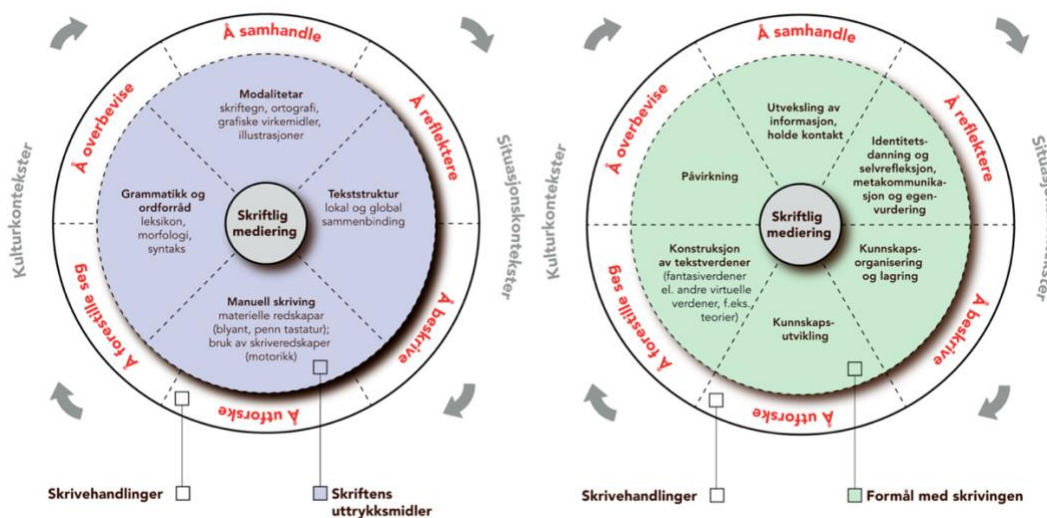 Å samhandle
Å reflektere
Å beskrive
Å utforske
Å forestille seg
Å overbevise
Kulturkontekster
Situasjonskontekster
Modalitetar
skriftegn, ortografi,
grafiske virkemidler,
illustrasjoner
Grammatikk og
ordforråd
leksikon,
morfologi,
syntaks
Skriftlig
mediering
Tekststruktur
lokal og global
sammenbinding
Manuell skriving
materielle redskapar
(blyant, penn tastatur);
bruk av skriveredskaper
(motorikk)
Skrivehandlinger
Skriftens
uttrykksmidler
Å samhandle
Å reflektere
Å beskrive
Å utforske
Å forestille seg
Å overbevise
Kulturkontekster
Utveksling av
informasjon,
holde kontakt
Identitets-
danning og
selvrefleksjon,
metakommunika-
sjon og egen-
vurdering
Påvirkning
Skriftlig
mediering
Konstruksjon
av tekstverdener
(fantasiverdener
el. andre virtuelle
verdener, f.eks.
teorier)
Kunnskaps-
organisering
og lagring
Kunnskaps-
utvikling
Skrivehandlinger
Formål med skrivingen